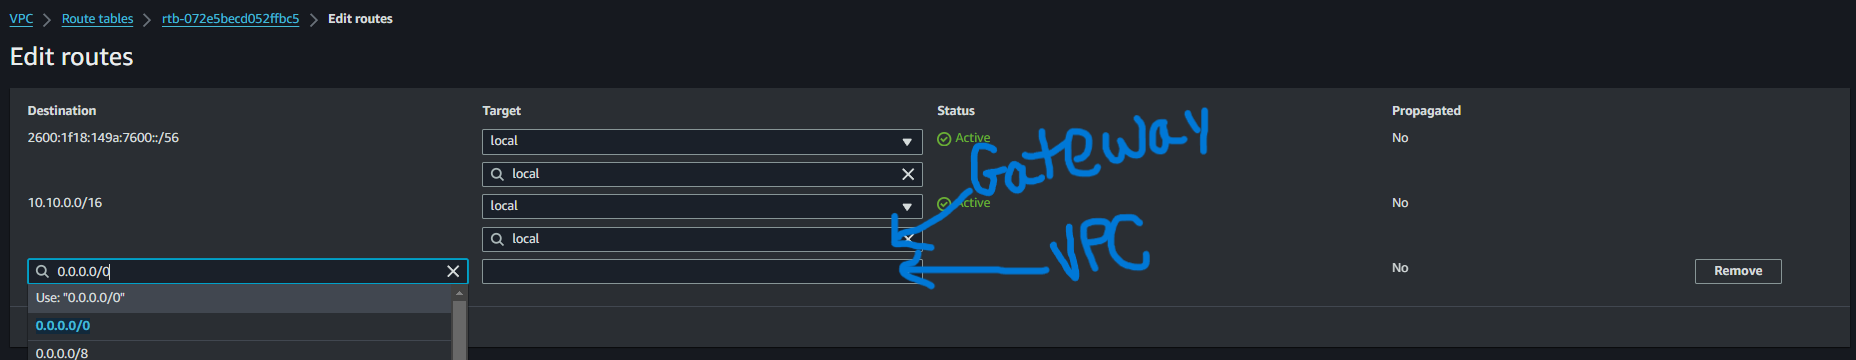 VPC > Route tables > rtb-072e5becd052ffbc5 > Edit routes
Edit routes
Destination Target Status Propagated
2600:1f18:149a:7600::/56 local Active No
local
10.10.0.0/16 local Active No
local
0.0.0.0/0 No Remove
Use: "0.0.0.0/0"
0.0.0.0/0
0.0.0.0/8
Gateway
VPC